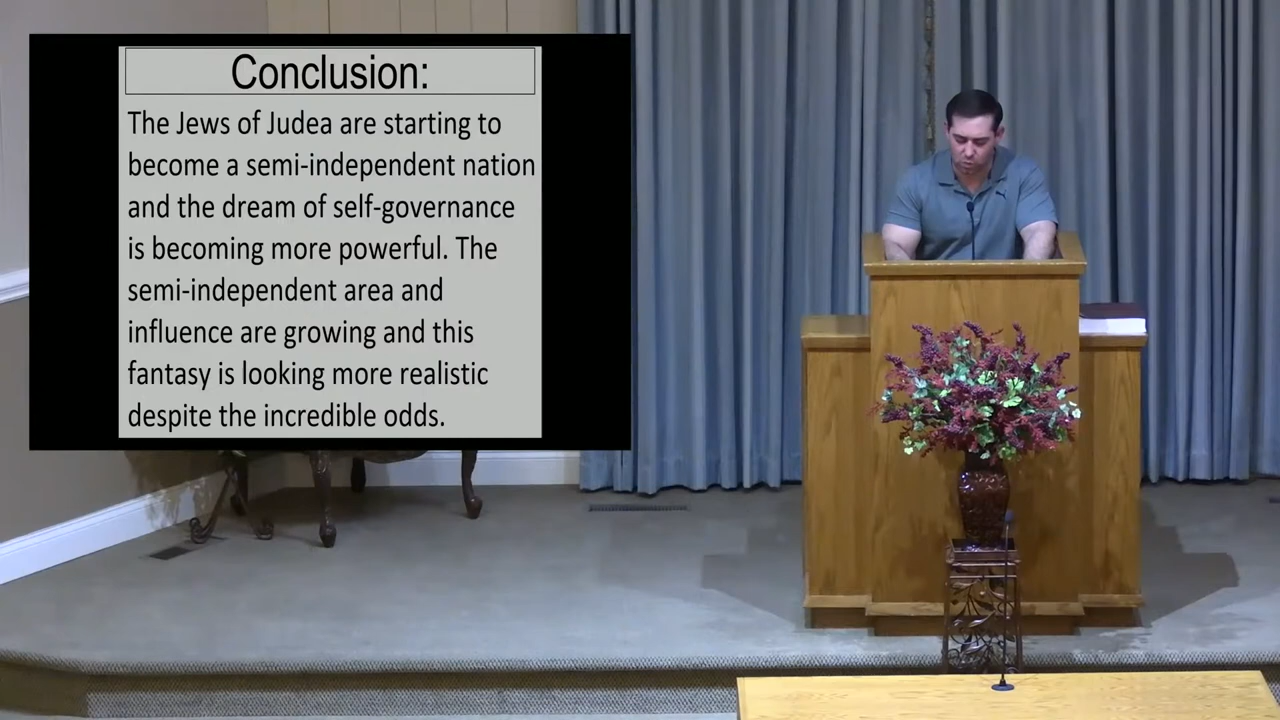 Conclusion:
The Jews of Judea are starting to
become a semi-independent nation
and the dream of self-governance
is becoming more powerful. The
semi-independent area and
influence are growing and this
fantasy is looking more realistic
despite the incredible odds.